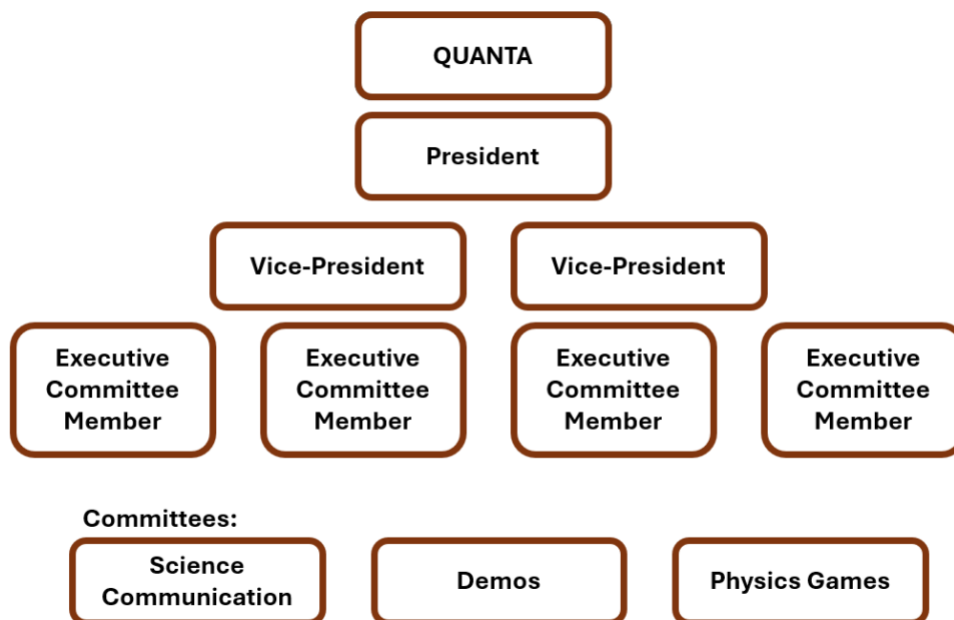 QUANTA
President
Vice-President
Vice-President
Executive
Committee
Member
Executive
Committee
Member
Executive
Committee
Member
Executive
Committee
Member
Committees:
Science
Communication
Demos
Physics Games